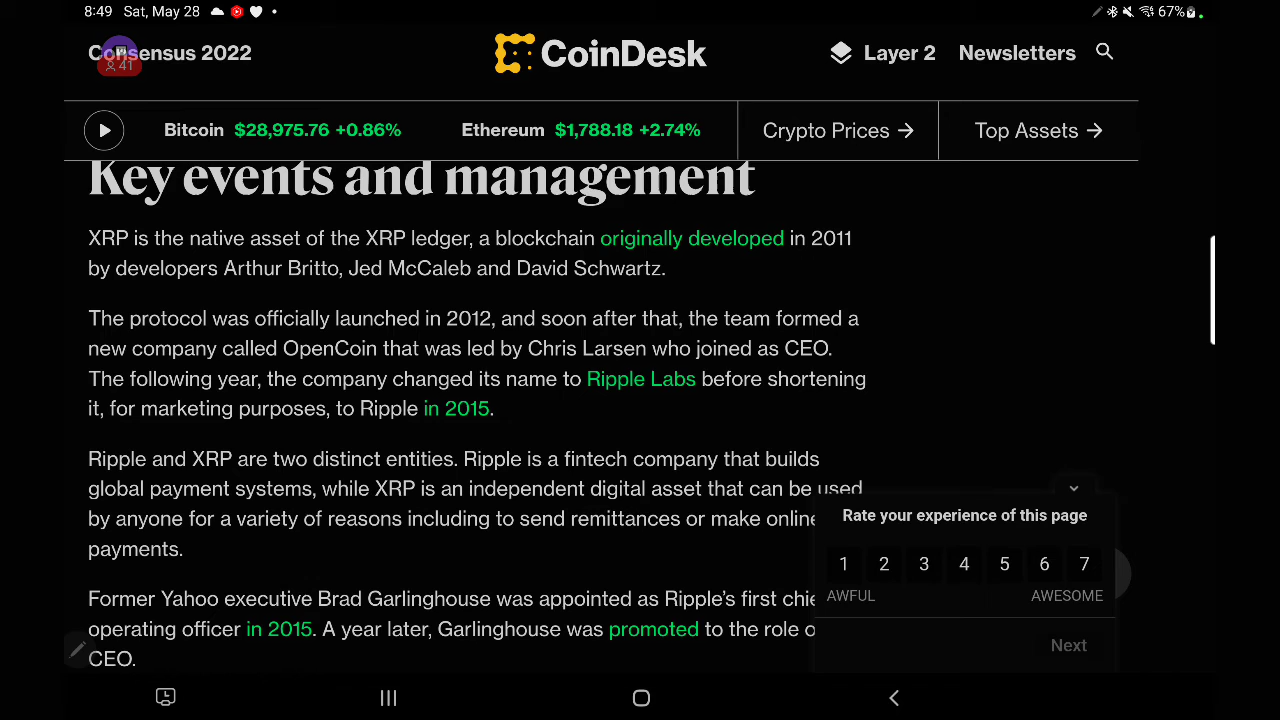 8:49 Sat, May 28 67%
Consensus 2022 CoinDesk Layer 2 Newsletters
41
Bitcoin $28,975.76 +0.86% Ethereum $1,788.18 +2.74% Crypto Prices → Top Assets →
Key events and management
XRP is the native asset of the XRP ledger, a blockchain originally developed in 2011
by developers Arthur Britto, Jed McCaleb and David Schwartz.
The protocol was officially launched in 2012, and soon after that, the team formed a
new company called OpenCoin that was led by Chris Larsen who joined as CEO.
The following year, the company changed its name to Ripple Labs before shortening
it, for marketing purposes, to Ripple in 2015.
Ripple and XRP are two distinct entities. Ripple is a fintech company that builds
global payment systems, while XRP is an independent digital asset that can be used
by anyone for a variety of reasons including to send remittances or make online
payments.
Former Yahoo executive Brad Garlinghouse was appointed as Ripple's first chie
operating officer in 2015. A year later, Garlinghouse was promoted to the role o
CEO.
Rate your experience of this page
1 2 3 4 5 6 7
AWFUL AWESOME
Next